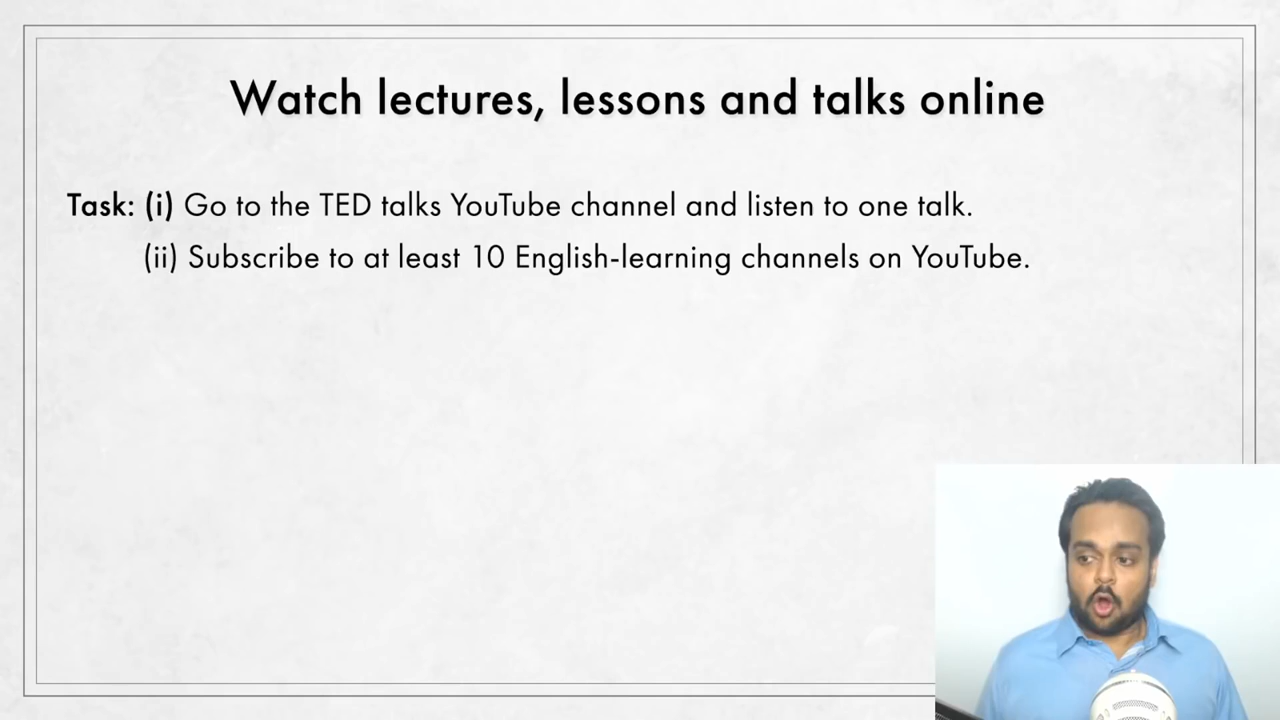 Watch lectures, lessons and talks online
Task: (i) Go to the TED talks YouTube channel and listen to one talk.
(ii) Subscribe to at least 10 English-learning channels on YouTube.